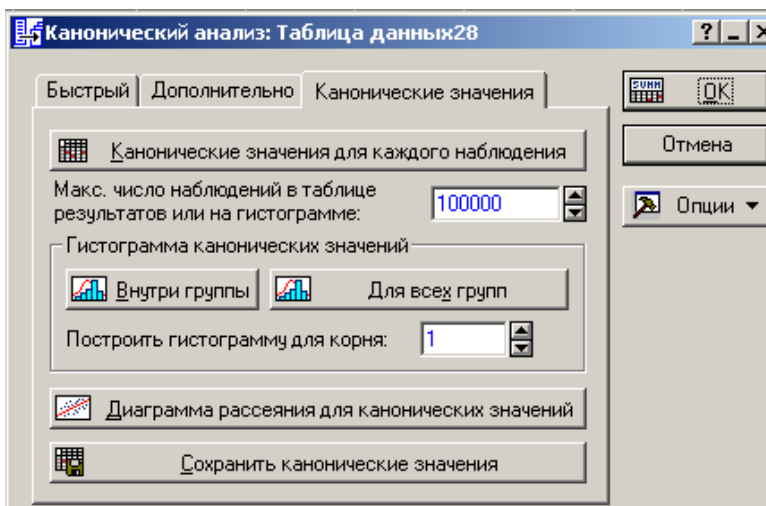 Канонический анализ: Таблица данных28
Быстрый Дополнительно Канонические значения
SUMM OK
Канонические значения для каждого наблюдения
Отмена
Макс. число наблюдений в таблице
результатов или на гистограмме: 100000
Опции
Гистограмма канонических значений
Внутри группы Для всех групп
Построить гистограмму для корня: 1
Диаграмма рассеяния для канонических значений
Сохранить канонические значения